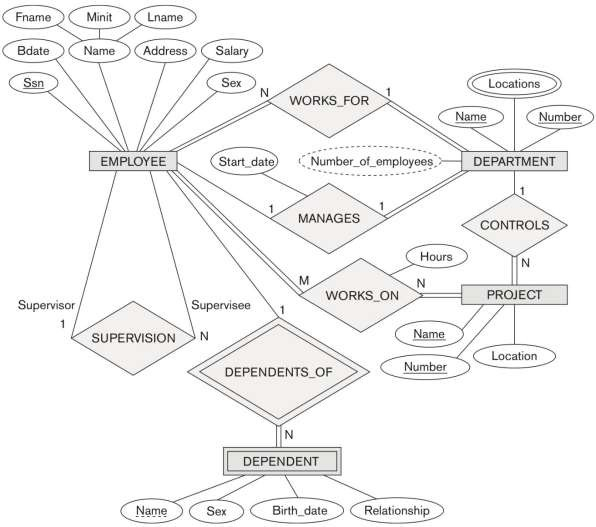 Fname
Minit
Lname
Bdate
Name
Address
Salary
Ssn
Sex
Locations
Name
Number
N
WORKS_FOR
1
EMPLOYEE
Start_date
Number_of_employees
DEPARTMENT
1
MANAGES
1
1
CONTROLS
N
Hours
M
WORKS_ON
N
PROJECT
Supervisor
1
SUPERVISION
Supervisee
N
1
Name
Number
Location
DEPENDENTS_OF
N
DEPENDENT
Name
Sex
Birth_date
Relationship